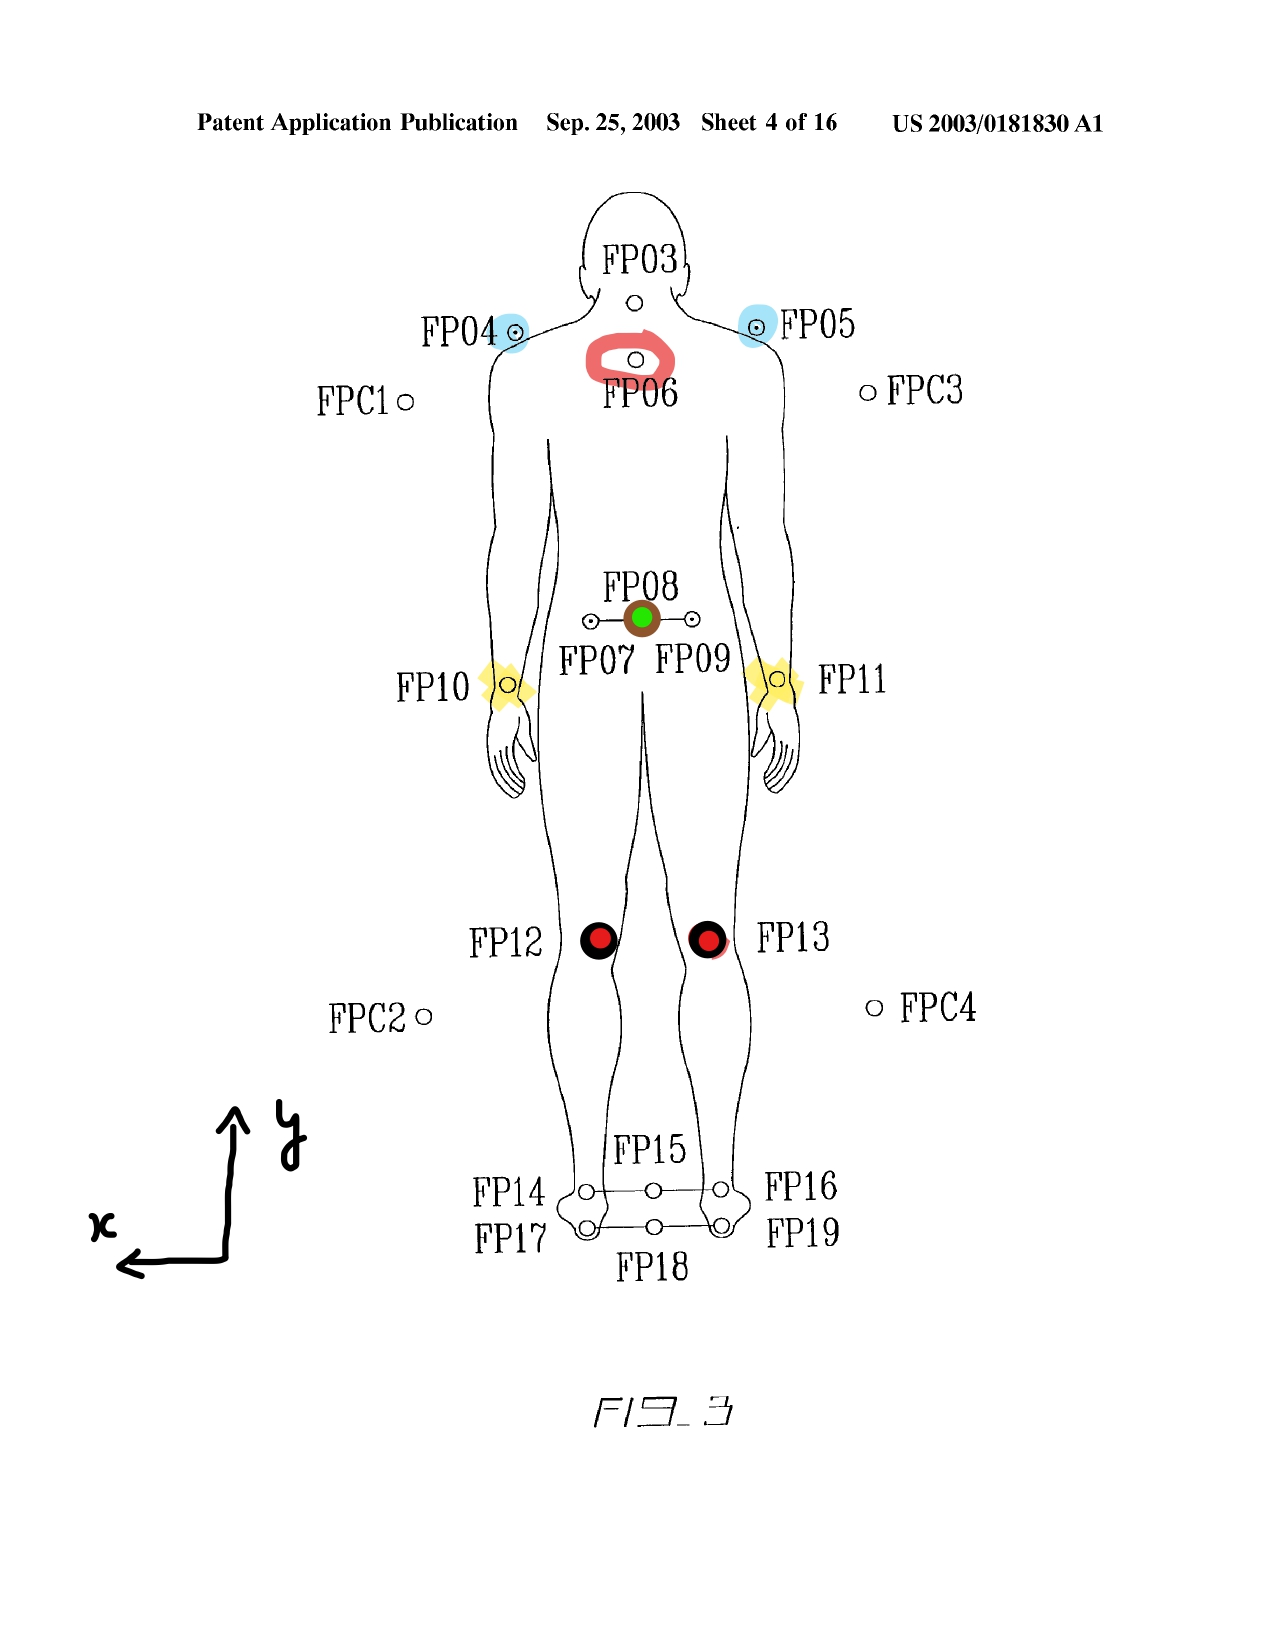 Patent Application Publication Sep. 25, 2003 Sheet 4 of 16 US 2003/0181830 A1
FP03
FP04 FP05
FP06
FPC1 FPC3
FP08
FP07 FP09
FP10 FP11
FP12 FP13
FPC2 FPC4
y
x
FP15
FP14 FP16
FP17 FP19
FP18
FIG_3